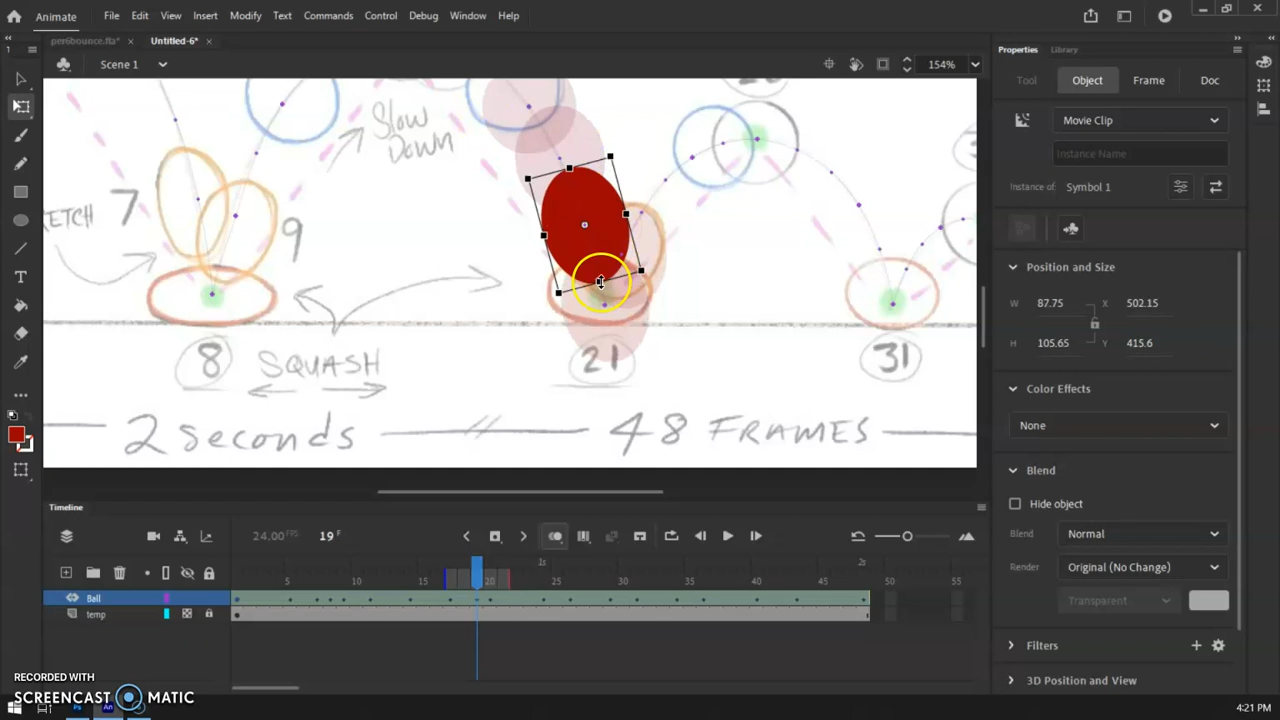 Animate File Edit View Insert Modify Text Commands Control Debug Window Help
per6bounce.fla* × Untitled-6* ×
Scene 1 154%
Properties Library
Tool Object Frame Doc
Movie Clip
Instance Name
Instance of Symbol 1
Position and Size
W 87.75 X 502.15
H 105.65 Y 415.6
Color Effects
None
Blend
Hide object
Blend Normal
Render Original (No Change)
Transparent
Filters
3D Position and View
SLOW
DOWN
7 9
8 SQUASH 21 31
2 seconds 48 FRAMES
Timeline
24.00 FPS 19 F
1s 2s
5 10 15 20 25 30 35 40 45 50 55
Ball
temp
RECORDED WITH
SCREENCAST MATIC
4:21 PM